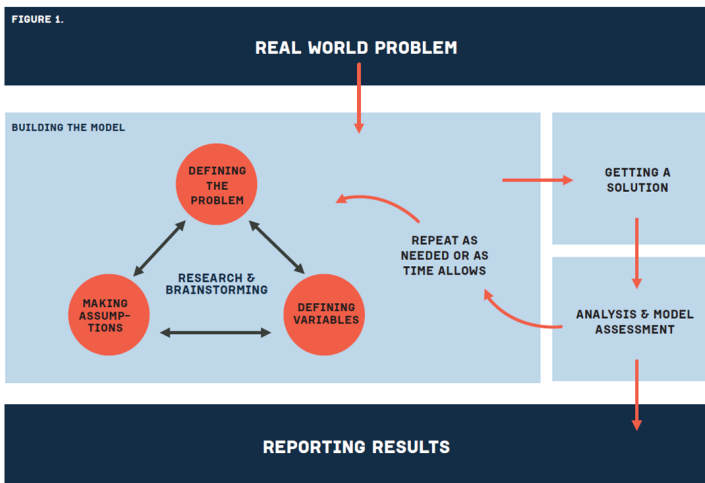 FIGURE 1.
REAL WORLD PROBLEM
BUILDING THE MODEL
DEFINING
THE
PROBLEM
RESEARCH &
BRAINSTORMING
MAKING
ASSUMP-
TIONS
DEFINING
VARIABLES
REPEAT AS
NEEDED OR AS
TIME ALLOWS
GETTING A
SOLUTION
ANALYSIS & MODEL
ASSESSMENT
REPORTING RESULTS